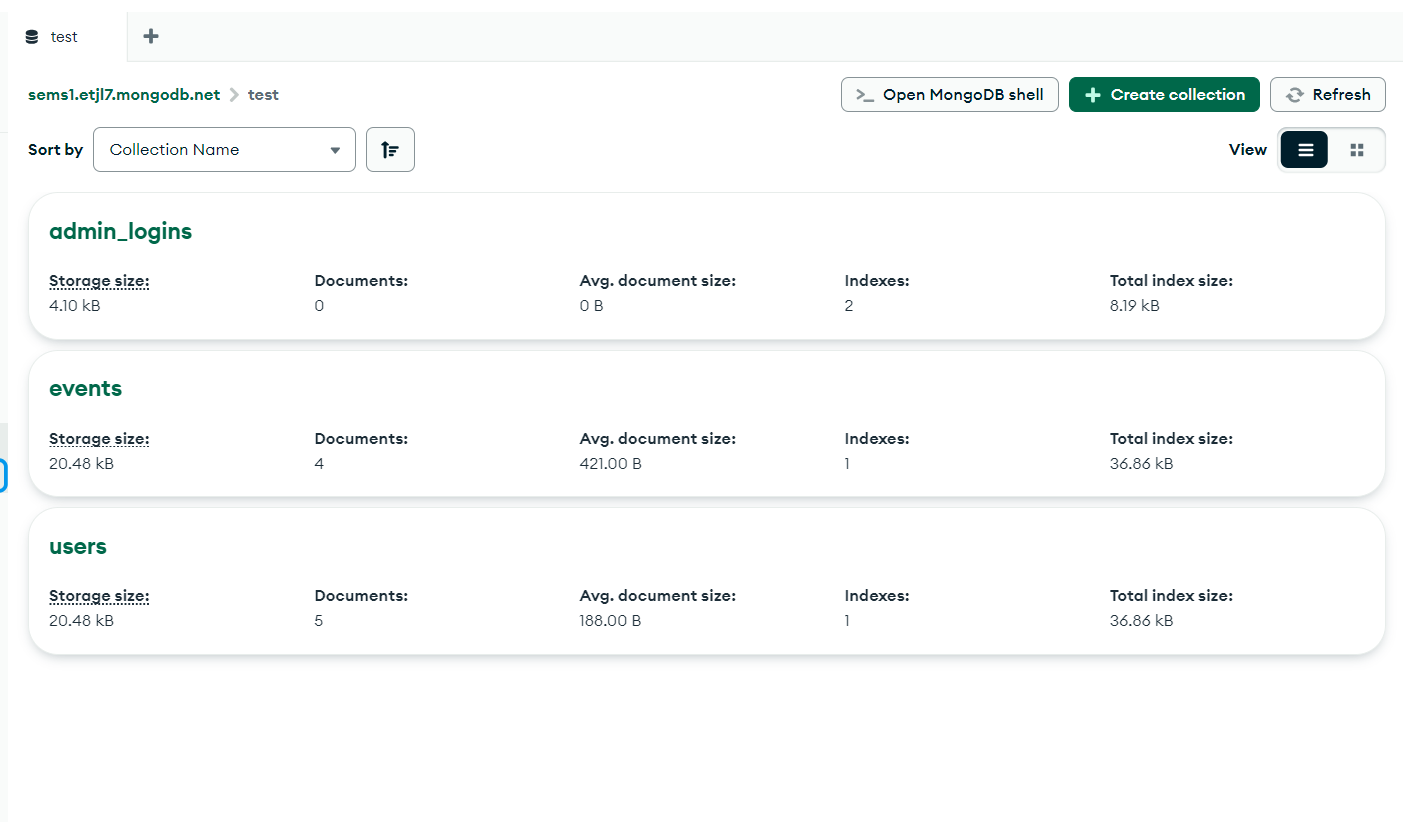 test
sems1.etjl7.mongodb.net test
>_ Open MongoDB shell
Create collection
Refresh
Sort by Collection Name
View
admin_logins
Storage size: Documents: Avg. document size: Indexes: Total index size:
4.10 kB 0 0 B 2 8.19 kB
events
Storage size: Documents: Avg. document size: Indexes: Total index size:
20.48 kB 4 421.00 B 1 36.86 kB
users
Storage size: Documents: Avg. document size: Indexes: Total index size:
20.48 kB 5 188.00 B 1 36.86 kB